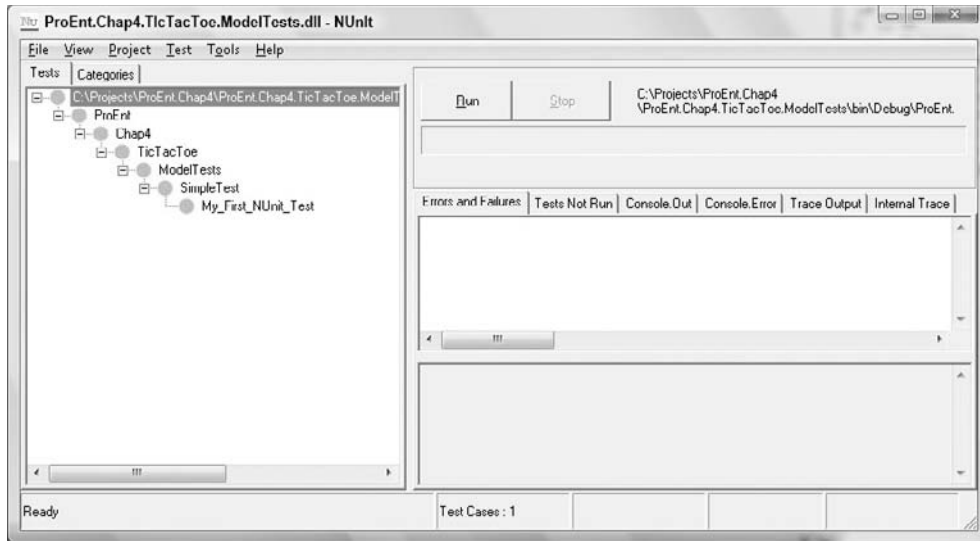 Nu ProEnt.Chap4.TicTacToe.ModelTests.dll - NUnit
File View Project Test Tools Help
Tests Categories
C:\Projects\ProEnt.Chap4\ProEnt.Chap4.TicTacToe.ModelT
ProEnt
Chap4
TicTacToe
ModelTests
SimpleTest
My_First_NUnit_Test
Run Stop C:\Projects\ProEnt.Chap4
\ProEnt.Chap4.TicTacToe.ModelTests\bin\Debug\ProEnt.
Errors and Failures Tests Not Run Console.Out Console.Error Trace Output Internal Trace
Ready Test Cases : 1